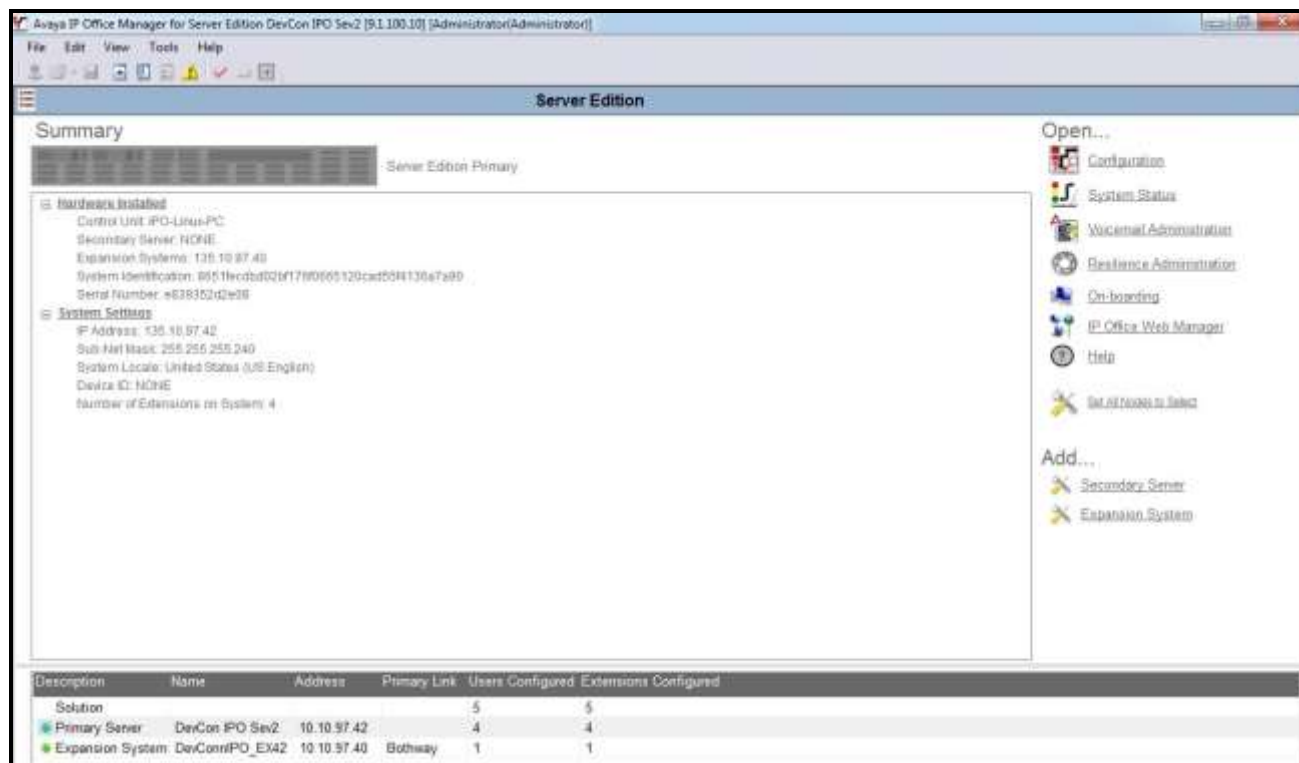 Avaya IP Office Manager for Server Edition DevCon IPO Sev2 [9.1.100.10] [Administrator(Administrator)]
File Edit View Tools Help
Server Edition
Summary
Server Edition Primary
Hardware Installed
Control Unit: IPO-Linux-PC
Secondary Server: NONE
Expansion Systems: 135.10.97.40
System Identification:
Serial Number:
System Settings
IP Address: 135.10.97.42
Sub-Net Mask: 255.255.255.240
System Locale: United States (US English)
Device ID: NONE
Number of Extensions on System: 4
Open...
Configuration
System Status
Voicemail Administration
Resilience Administration
On-boarding
IP Office Web Manager
Help
Set All Nodes to Select
Add...
Secondary Server
Expansion System
Description Name Address Primary Link Users Configured Extensions Configured
Solution 5 5
Primary Server DevCon IPO Sev2 10.10.97.42 4 4
Expansion System DevConnIPO_EX42 10.10.97.40 Bothway 1 1